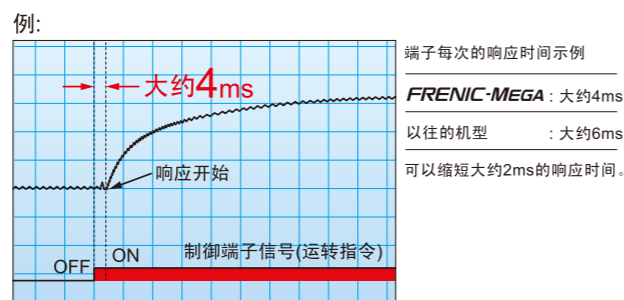 例:
大约4ms
响应开始
OFF
ON
制御端子信号(运转指令)
端子每次的响应时间示例
FRENIC-MEGA : 大约4ms
以往的机型 : 大约6ms
可以缩短大约2ms的响应时间。